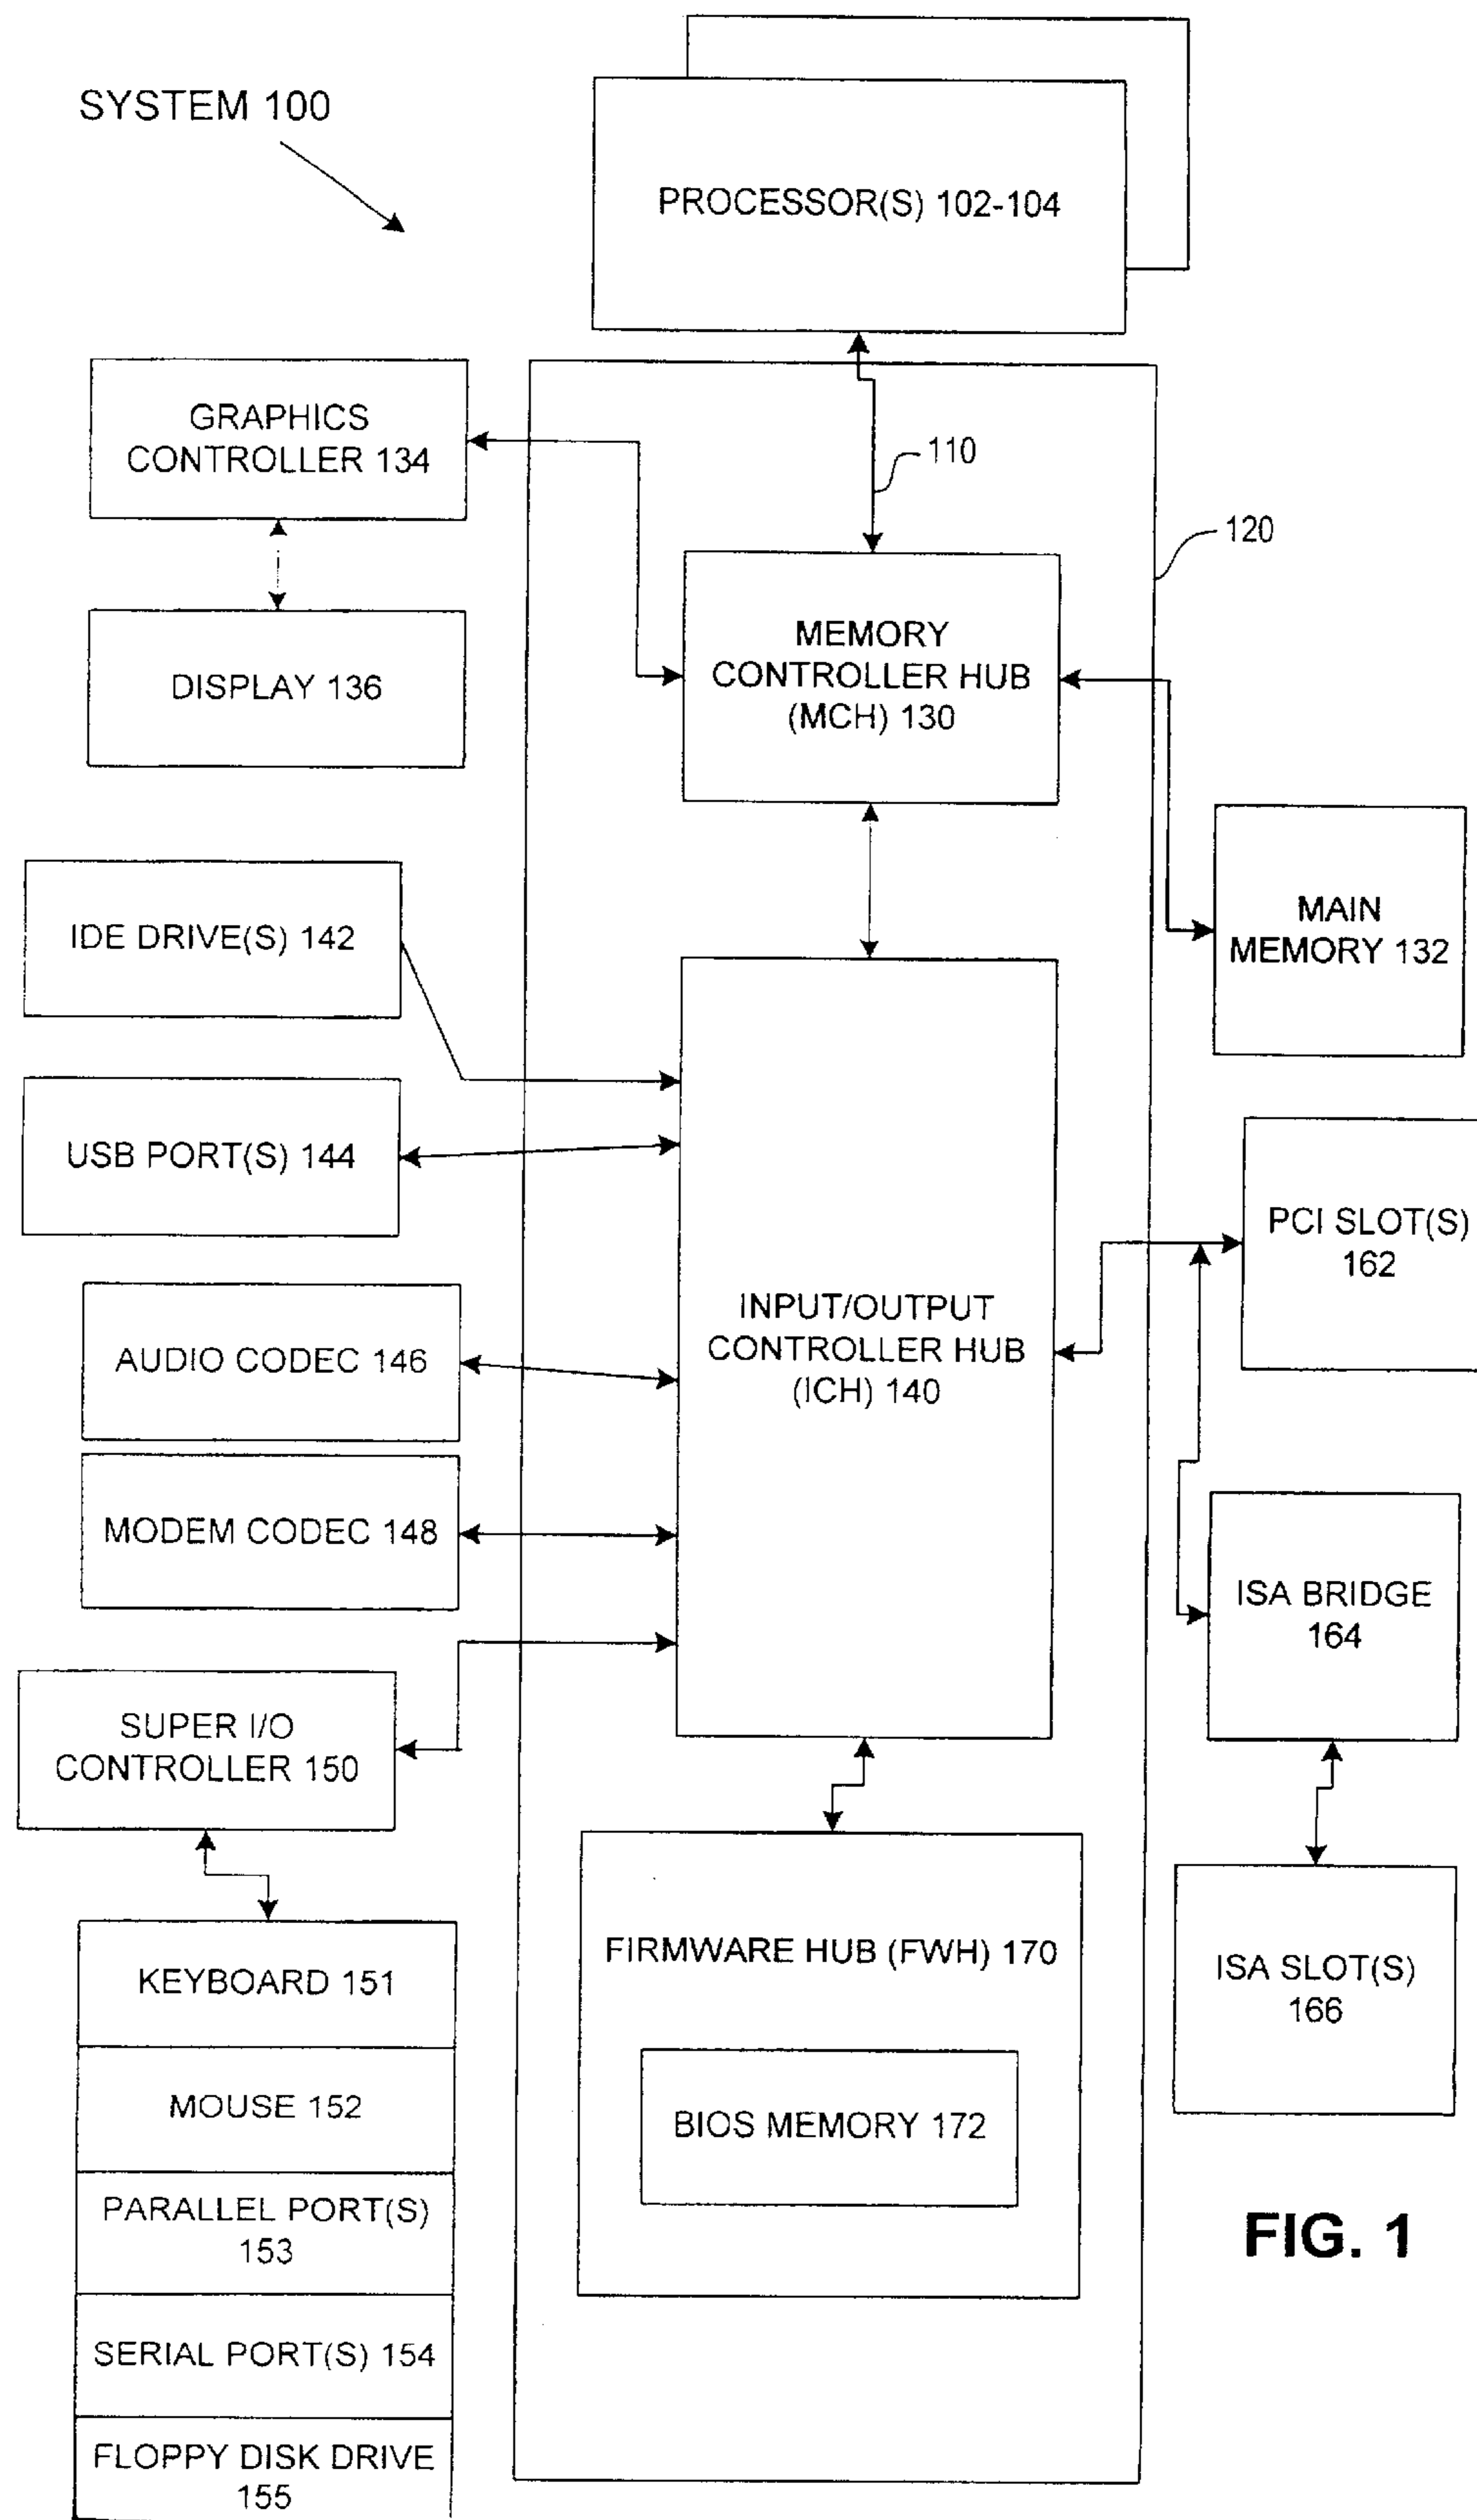 SYSTEM 100
PROCESSOR(S) 102-104
GRAPHICS
CONTROLLER 134
110
120
DISPLAY 136
MEMORY
CONTROLLER HUB
(MCH) 130
IDE DRIVE(S) 142
MAIN
MEMORY 132
USB PORT(S) 144
PCI SLOT(S)
162
AUDIO CODEC 146
INPUT/OUTPUT
CONTROLLER HUB
(ICH) 140
MODEM CODEC 148
ISA BRIDGE
164
SUPER I/O
CONTROLLER 150
FIRMWARE HUB (FWH) 170
BIOS MEMORY 172
ISA SLOT(S)
166
KEYBOARD 151
MOUSE 152
PARALLEL PORT(S)
153
SERIAL PORT(S) 154
FLOPPY DISK DRIVE
155
FIG. 1